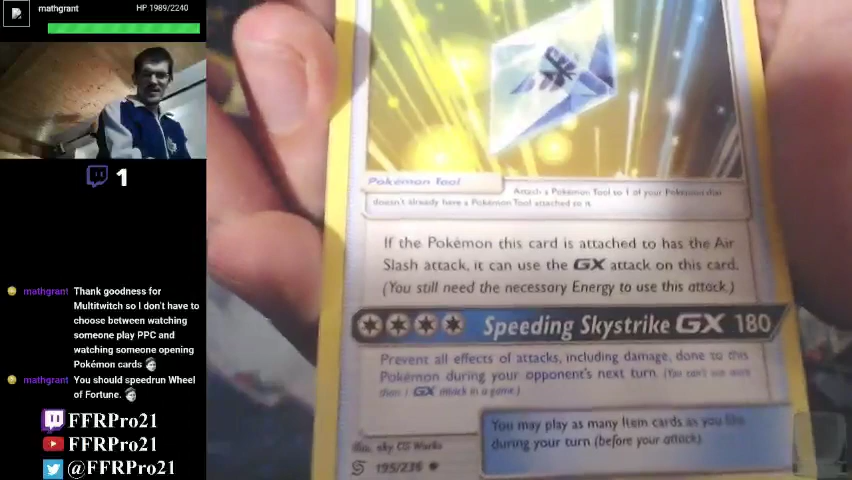 mathgrant
HP 1989/2240
1
mathgrant Thank goodness for
Multitwitch so I don't have to
choose between watching
someone play PPC and
watching someone opening
Pokémon cards
mathgrant You should speedrun Wheel
of Fortune.
FFRPro21
FFRPro21
@FFRPro21
Pokémon Tool
Attach a Pokémon Tool to 1 of your Pokémon that
doesn't already have a Pokémon Tool attached to it.
If the Pokémon this card is attached to has the Air
Slash attack, it can use the GX attack on this card.
(You still need the necessary Energy to use this attack.)
Speeding Skystrike GX 180
Prevent all effects of attacks, including damage, done to this
Pokémon during your opponent's next turn. (You can't use more
than 1 GX attack in a game.)
You may play as many Item cards as you like
during your turn (before your attack).
Illus. sky CG Works
195/236